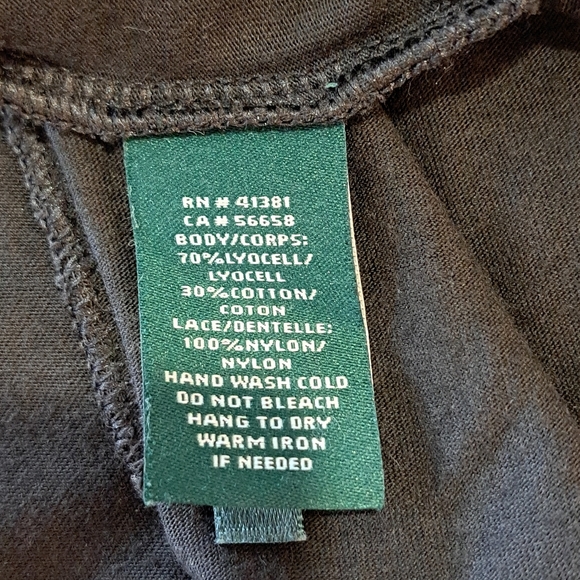 RN # 41381
CA # 56658
BODY/CORPS:
70%LYOCELL/
LYOCELL
30%COTTON/
COTON
LACE/DENTELLE:
100%NYLON/
NYLON
HAND WASH COLD
DO NOT BLEACH
HANG TO DRY
WARM IRON
IF NEEDED